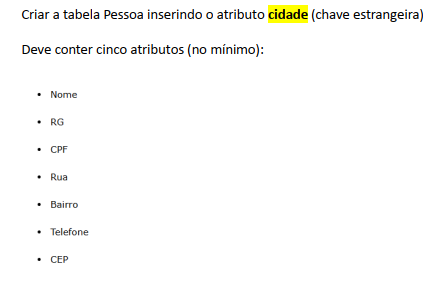 Criar a tabela Pessoa inserindo o atributo cidade (chave estrangeira)
Deve conter cinco atributos (no mínimo):
• Nome
• RG
• CPF
• Rua
• Bairro
• Telefone
• CEP